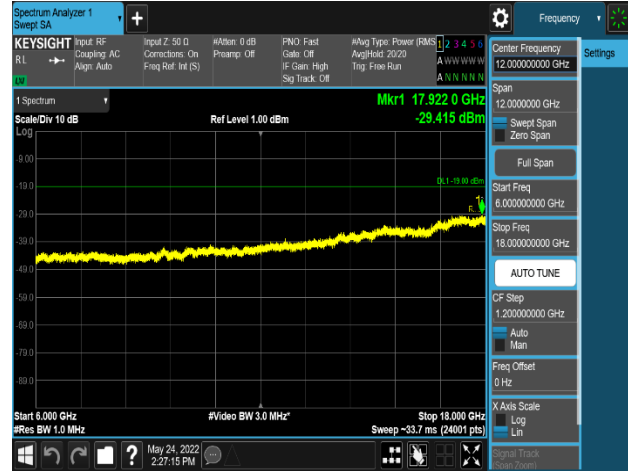 Spectrum Analyzer 1
Swept SA
+
Frequency
KEYSIGHT
RL
Input: RF
Coupling: AC
Align: Auto
Input Z: 50 Ω
Corrections: On
Freq Ref: Int (S)
#Atten: 0 dB
Preamp: Off
PNO: Fast
Gate: Off
IF Gain: High
Sig Track: Off
#Avg Type: Power (RMS
Avg|Hold: 20/20
Trig: Free Run
1 2 3 4 5 6
A W W W W W
A N N N N N
Center Frequency
12.000000000 GHz
Settings
Span
12.0000000 GHz
Swept Span
Zero Span
Full Span
Start Freq
6.000000000 GHz
Stop Freq
18.000000000 GHz
AUTO TUNE
CF Step
1.200000000 GHz
Auto
Man
Freq Offset
0 Hz
X Axis Scale
Log
Lin
Signal Track
(Span Zoom)
1 Spectrum
Scale/Div 10 dB
Log
Ref Level 1.00 dBm
Mkr1 17.922 0 GHz
-29.415 dBm
-9.00
-19.0
-29.0
-39.0
-49.0
-59.0
-69.0
-79.0
-89.0
DL1 -19.00 dBm
1
Start 6.000 GHz
#Res BW 1.0 MHz
#Video BW 3.0 MHz*
Stop 18.000 GHz
Sweep ~33.7 ms (24001 pts)
?
May 24, 2022
2:27:15 PM